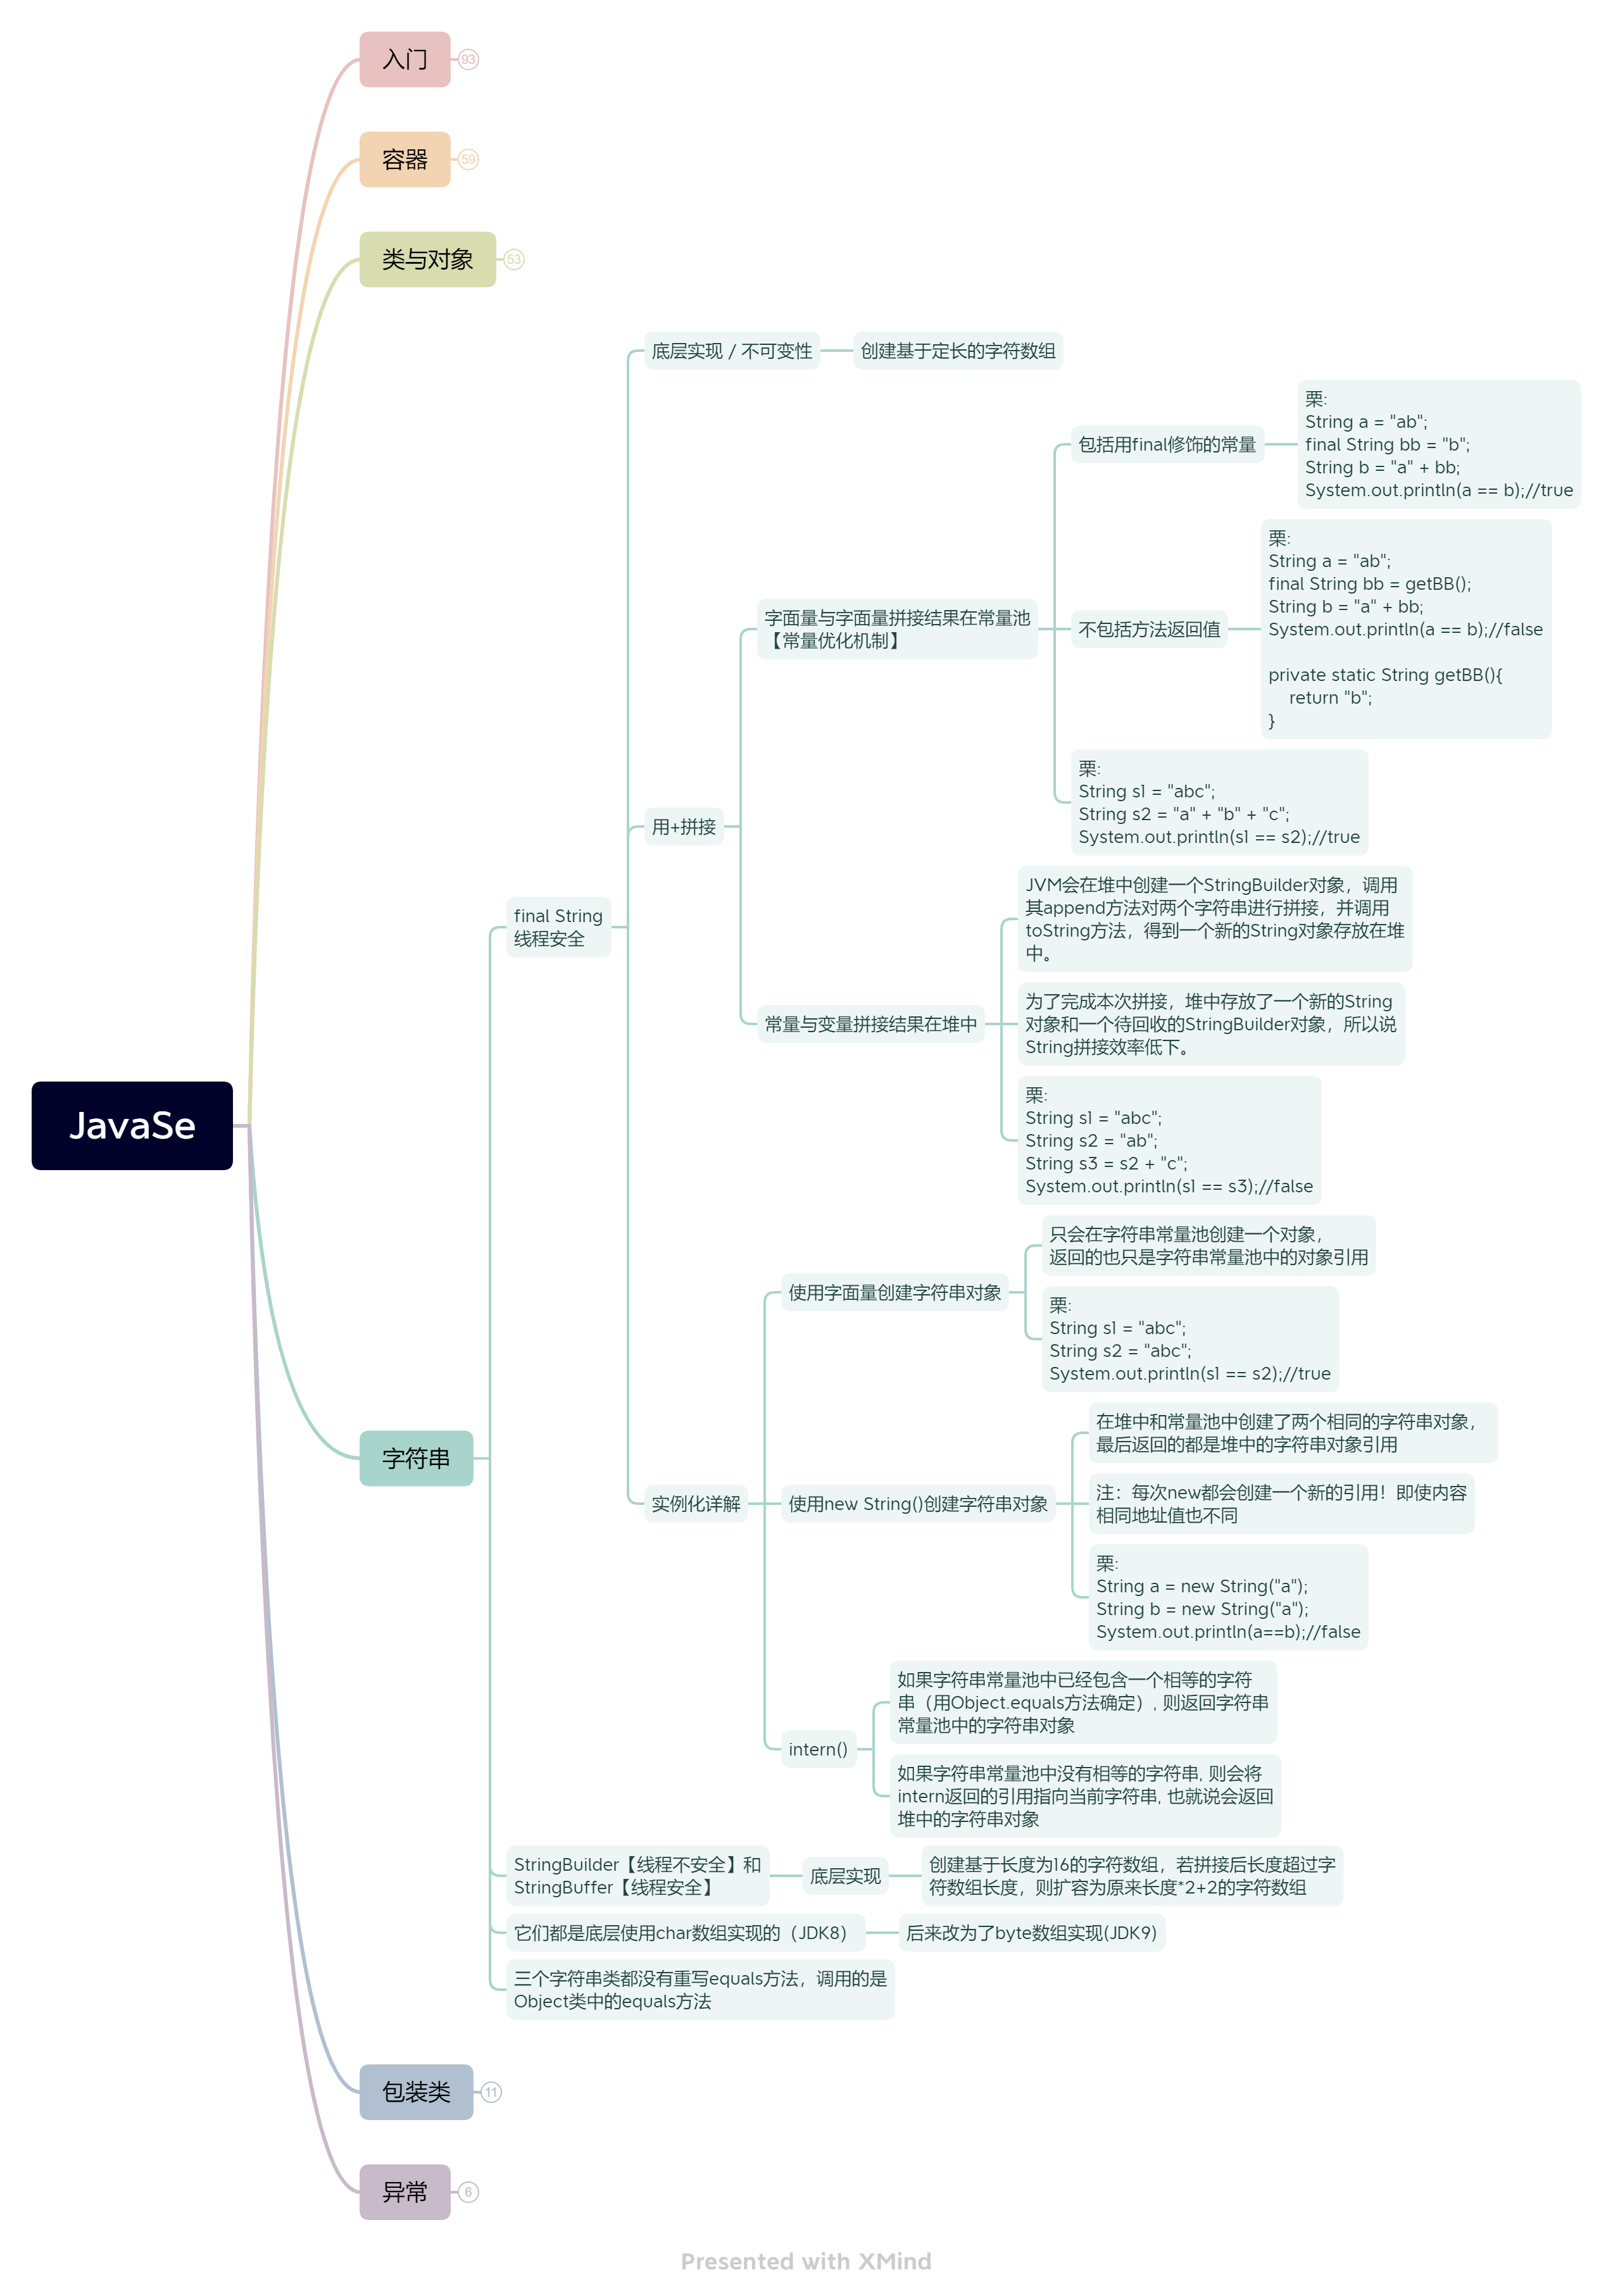 入门
93
容器
59
类与对象
53
底层实现 / 不可变性
创建基于定长的字符数组
包括用final修饰的常量
栗:
String a = "ab";
final String bb = "b";
String b = "a" + bb;
System.out.println(a == b);//true
字面量与字面量拼接结果在常量池
【常量优化机制】
不包括方法返回值
栗:
String a = "ab";
final String bb = getBB();
String b = "a" + bb;
System.out.println(a == b);//false
private static String getBB(){
return "b";
}
栗:
String s1 = "abc";
String s2 = "a" + "b" + "c";
System.out.println(s1 == s2);//true
用+拼接
final String
线程安全
常量与变量拼接结果在堆中
JVM会在堆中创建一个StringBuilder对象，调用
其append方法对两个字符串进行拼接，并调用
toString方法，得到一个新的String对象存放在堆
中。
为了完成本次拼接，堆中存放了一个新的String
对象和一个待回收的StringBuilder对象，所以说
String拼接效率低下。
栗:
String s1 = "abc";
String s2 = "ab";
String s3 = s2 + "c";
System.out.println(s1 == s3);//false
JavaSe
使用字面量创建字符串对象
只会在字符串常量池创建一个对象，
返回的也只是字符串常量池中的对象引用
栗:
String s1 = "abc";
String s2 = "abc";
System.out.println(s1 == s2);//true
字符串
实例化详解
使用new String()创建字符串对象
在堆中和常量池中创建了两个相同的字符串对象，
最后返回的都是堆中的字符串对象引用
注：每次new都会创建一个新的引用！即使内容
相同地址值也不同
栗:
String a = new String("a");
String b = new String("a");
System.out.println(a==b);//false
intern()
如果字符串常量池中已经包含一个相等的字符
串（用Object.equals方法确定）, 则返回字符串
常量池中的字符串对象
如果字符串常量池中没有相等的字符串, 则会将
intern返回的引用指向当前字符串, 也就说会返回
堆中的字符串对象
StringBuilder【线程不安全】和
StringBuffer【线程安全】
底层实现
创建基于长度为16的字符数组，若拼接后长度超过字
符数组长度，则扩容为原来长度*2+2的字符数组
它们都是底层使用char数组实现的（JDK8）
后来改为了byte数组实现(JDK9)
三个字符串类都没有重写equals方法，调用的是
Object类中的equals方法
包装类
11
异常
6
Presented with XMind